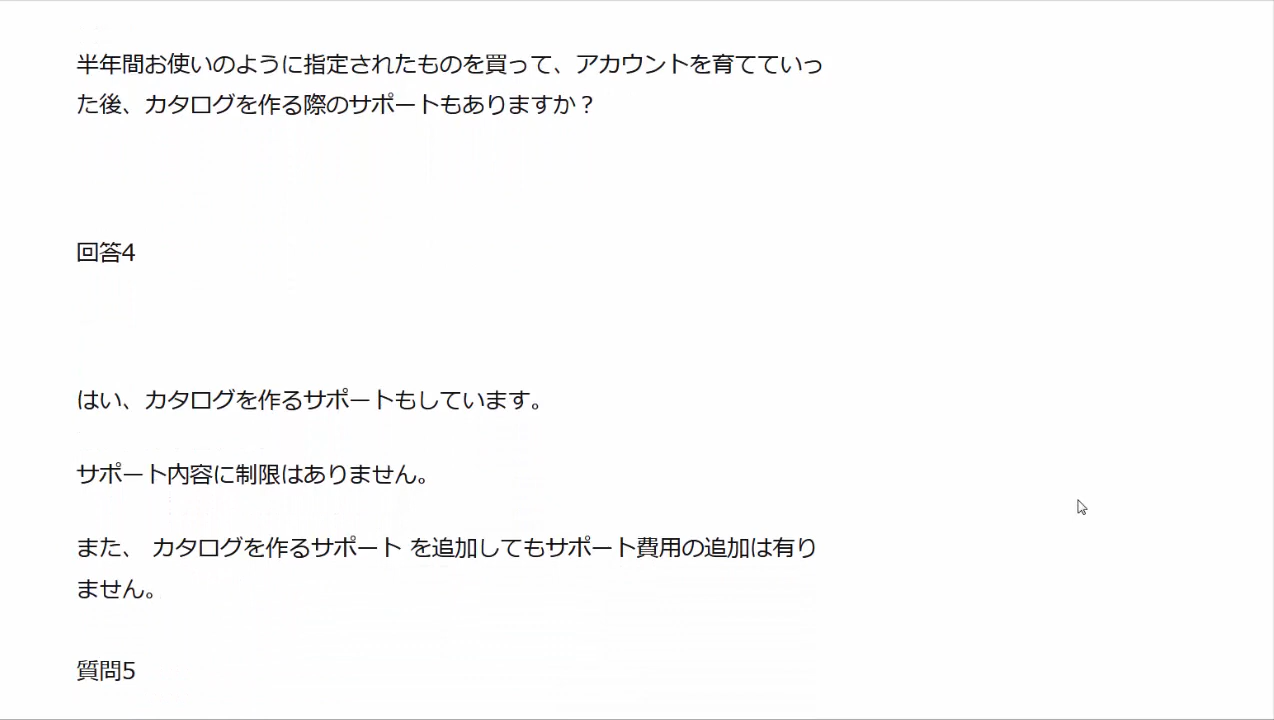 半年間お使いのように指定されたものを買って、アカウントを育てていっ
た後、カタログを作る際のサポートもありますか？
回答4
はい、カタログを作るサポートもしています。
サポート内容に制限はありません。
また、 カタログを作るサポート を追加してもサポート費用の追加は有り
ません。
質問5